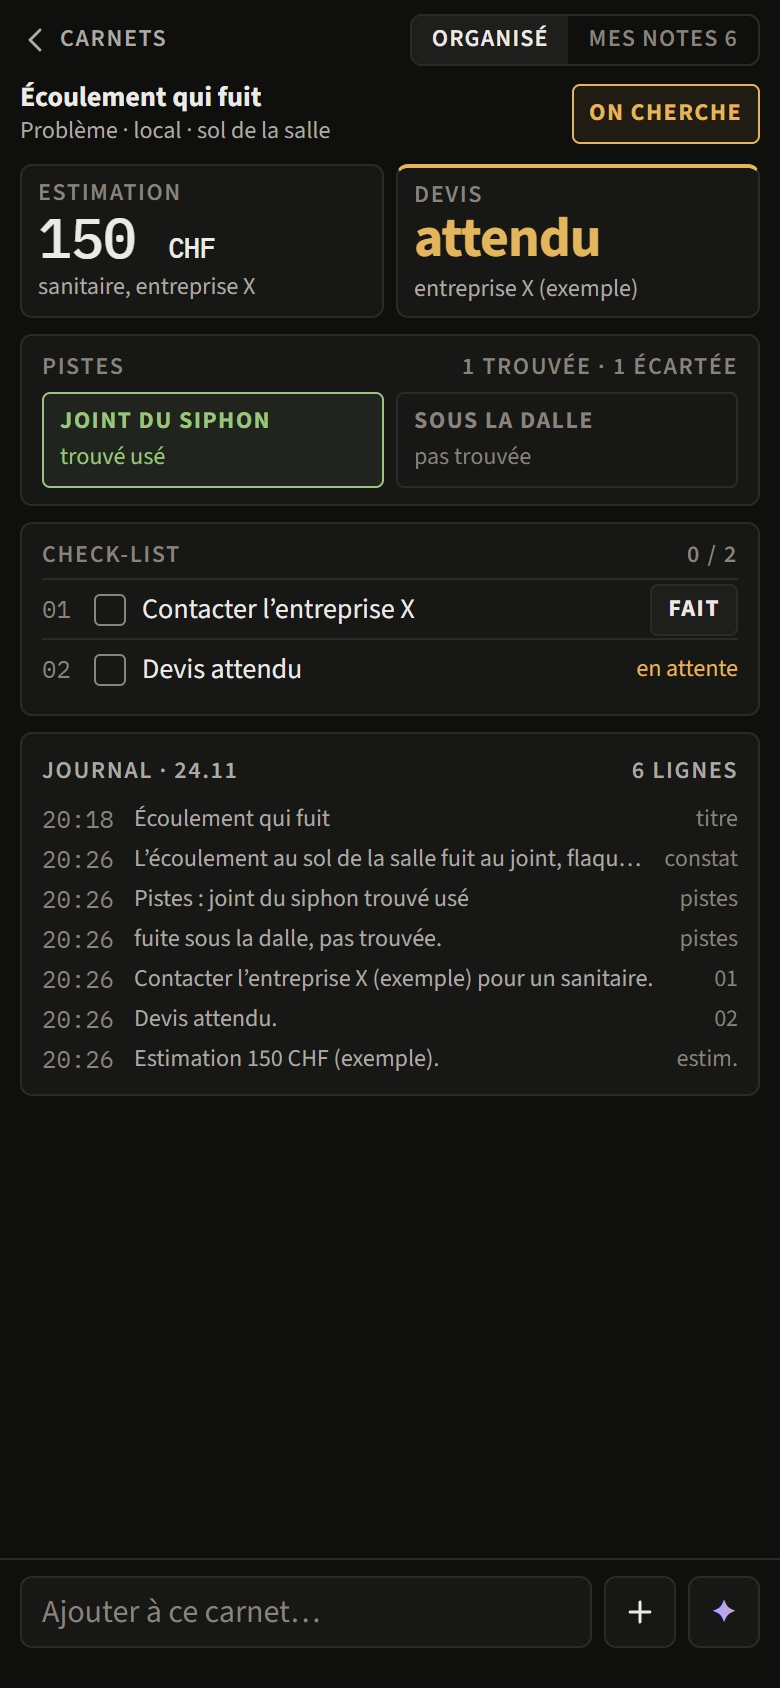 CARNETS
ORGANISÉ
MES NOTES 6
Écoulement qui fuit
Problème · local · sol de la salle
ON CHERCHE
ESTIMATION
150 CHF
sanitaire, entreprise X
DEVIS
attendu
entreprise X (exemple)
PISTES
1 TROUVÉE · 1 ÉCARTÉE
JOINT DU SIPHON
trouvé usé
SOUS LA DALLE
pas trouvée
CHECK-LIST
0 / 2
01 Contacter l’entreprise X FAIT
02 Devis attendu en attente
JOURNAL · 24.11
6 LIGNES
20:18 Écoulement qui fuit titre
20:26 L’écoulement au sol de la salle fuit au joint, flaqu… constat
20:26 Pistes : joint du siphon trouvé usé pistes
20:26 fuite sous la dalle, pas trouvée. pistes
20:26 Contacter l’entreprise X (exemple) pour un sanitaire. 01
20:26 Devis attendu. 02
20:26 Estimation 150 CHF (exemple). estim.
Ajouter à ce carnet…